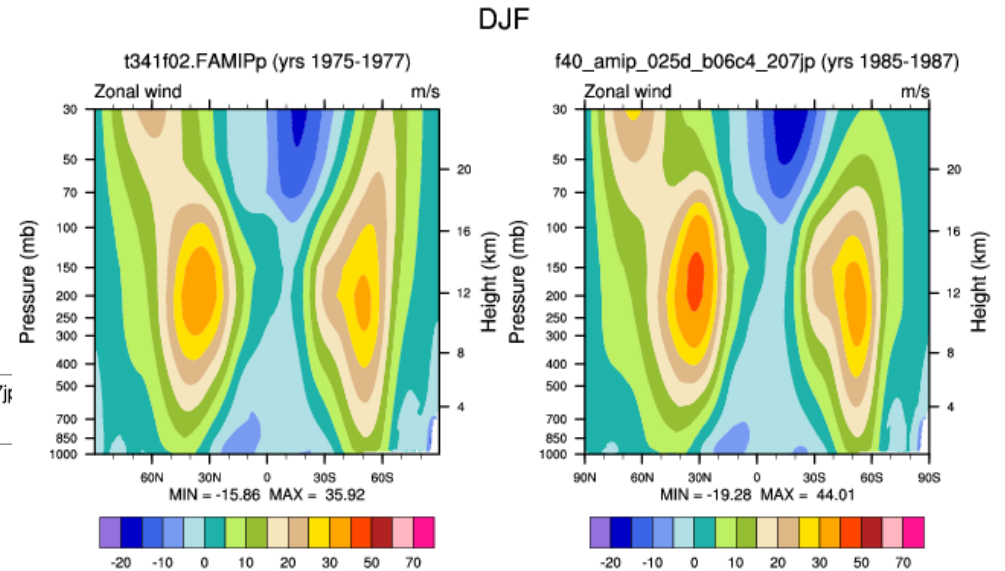 DJF
t341f02.FAMIPp (yrs 1975-1977)
Zonal wind m/s
30
50
70
100
150
200
250
300
400
500
700
850
1000
Pressure (mb)
20
16
12
8
4
Height (km)
60N 30N 0 30S 60S
MIN = -15.86 MAX = 35.92
-20 -10 0 10 20 30 50 70
f40_amip_025d_b06c4_207jp (yrs 1985-1987)
Zonal wind m/s
30
50
70
100
150
200
250
300
400
500
700
850
1000
Pressure (mb)
20
16
12
8
4
Height (km)
90N 60N 30N 0 30S 60S 90S
MIN = -19.28 MAX = 44.01
-20 -10 0 10 20 30 50 70